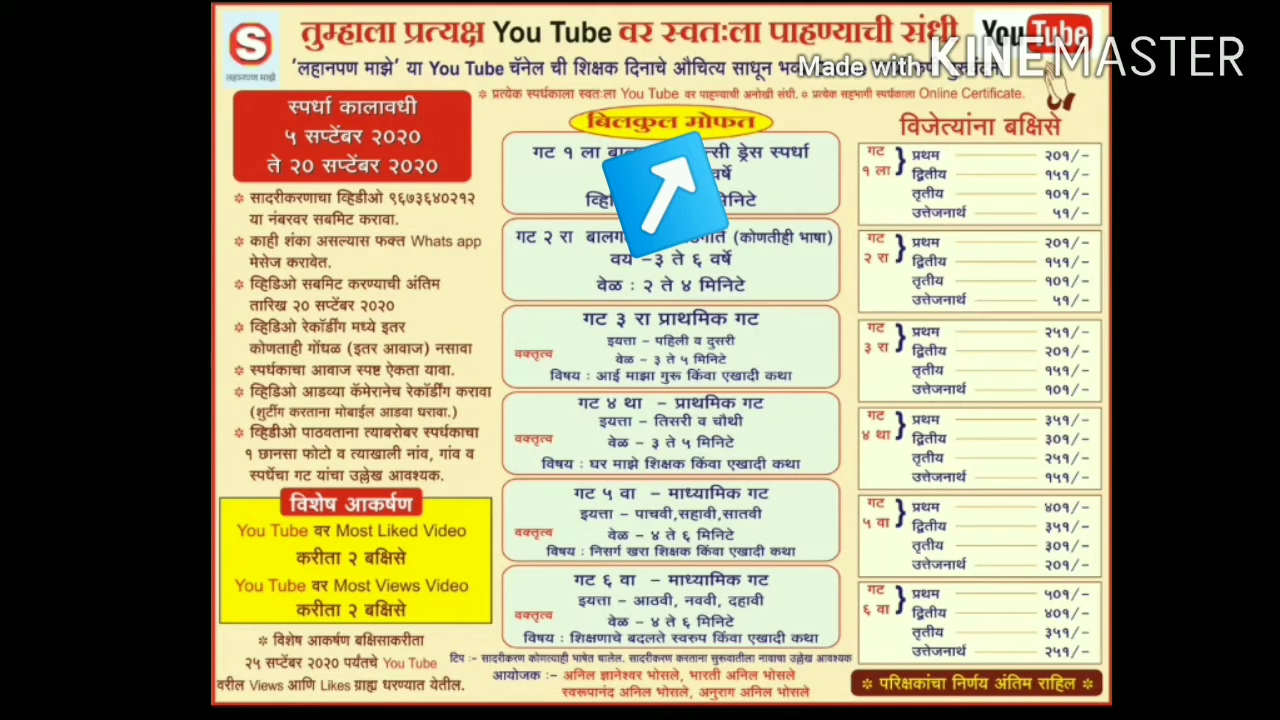 तुम्हाला प्रत्यक्ष You Tube वर स्वतःला पाहण्याची संधी
You Tube
S
लहानपण माझे
'लहानपण माझे' या You Tube चॅनेल ची शिक्षक दिनाचे औचित्य साधून
Made with KINEMASTER
* प्रत्येक स्पर्धकाला स्वतःला You Tube वर पाहण्याची अनोखी संधी. * प्रत्येक सहभागी स्पर्धकाला Online Certificate.
स्पर्धा कालावधी
५ सप्टेंबर २०२०
ते २० सप्टेंबर २०२०
* सादरीकरणाचा व्हिडीओ ९६७३६४०२१२
या नंबरवर सबमिट करावा.
* काही शंका असल्यास फक्त Whats app
मेसेज करावेत.
* व्हिडिओ सबमिट करण्याची अंतिम
तारिख २० सप्टेंबर २०२०
* व्हिडिओ रेकॉर्डींग मध्ये इतर
कोणताही गोंधळ (इतर आवाज) नसावा
* स्पर्धकाचा आवाज स्पष्ट ऐकता यावा.
* व्हिडिओ आडव्या कॅमेरानेच रेकॉर्डींग करावा
(शुटींग करताना मोबाईल आडवा घरावा.)
* व्हिडीओ पाठवताना त्याबरोबर स्पर्धकाचा
१ छानसा फोटो व त्याखाली नांव, गांव व
स्पर्धेचा गट यांचा उल्लेख आवश्यक.
विशेष आकर्षण
You Tube वर Most Liked Video
करीता २ बक्षिसे
You Tube वर Most Views Video
करीता २ बक्षिसे
* विशेष आकर्षण बक्षिसाकरीता
२५ सप्टेंबर २०२० पर्यंतचे You Tube
वरील Views आणि Likes ग्राह्य धरण्यात येतील.
बिलकुल मोफत
गट १ ला ड्रेस स्पर्धा
वर्षे
मिनिटे
गट २ रा (कोणतीही भाषा)
वय –३ ते ६ वर्षे
वेळ : २ ते ४ मिनिटे
गट ३ रा प्राथमिक गट
इयत्ता – पहिली व दुसरी
वक्तृत्व वेळ – ३ ते ५ मिनिटे
विषय : आई माझा गुरू किंवा एखादी कथा
गट ४ था – प्राथमिक गट
इयत्ता – तिसरी व चौथी
वक्तृत्व वेळ – ३ ते ५ मिनिटे
विषय : घर माझे शिक्षक किंवा एखादी कथा
गट ५ वा – माध्यामिक गट
इयत्ता – पाचवी,सहावी,सातवी
वक्तृत्व वेळ – ४ ते ६ मिनिटे
विषय : निसर्ग खरा शिक्षक किंवा एखादी कथा
गट ६ वा – माध्यामिक गट
इयत्ता – आठवी, नववी, दहावी
वक्तृत्व वेळ – ४ ते ६ मिनिटे
विषय : शिक्षणाचे बदलते स्वरुप किंवा एखादी कथा
टिप :– सादरीकरण कोणत्याही भाषेत चालेल. सादरीकरण करताना सुरूवातीला नावाचा उल्लेख आवश्यक
आयोजक :– अनिल ज्ञानेश्वर भोसले, भारती अनिल भोसले
स्वरूपानंद अनिल भोसले, अनुराग अनिल भोसले
विजेत्यांना बक्षिसे
गट १ ला
प्रथम २०१/–
द्वितीय १५१/–
तृतीय १०१/–
उत्तेजनार्थ ५१/–
गट २ रा
प्रथम २०१/–
द्वितीय १५१/–
तृतीय १०१/–
उत्तेजनार्थ ५१/–
गट ३ रा
प्रथम २५१/–
द्वितीय २०१/–
तृतीय १५१/–
उत्तेजनार्थ १०१/–
गट ४ था
प्रथम ३५१/–
द्वितीय ३०१/–
तृतीय २५१/–
उत्तेजनार्थ १५१/–
गट ५ वा
प्रथम ४०१/–
द्वितीय ३५१/–
तृतीय ३०१/–
उत्तेजनार्थ २०१/–
गट ६ वा
प्रथम ५०१/–
द्वितीय ४०१/–
तृतीय ३५१/–
उत्तेजनार्थ २५१/–
* परिक्षकांचा निर्णय अंतिम राहिल *